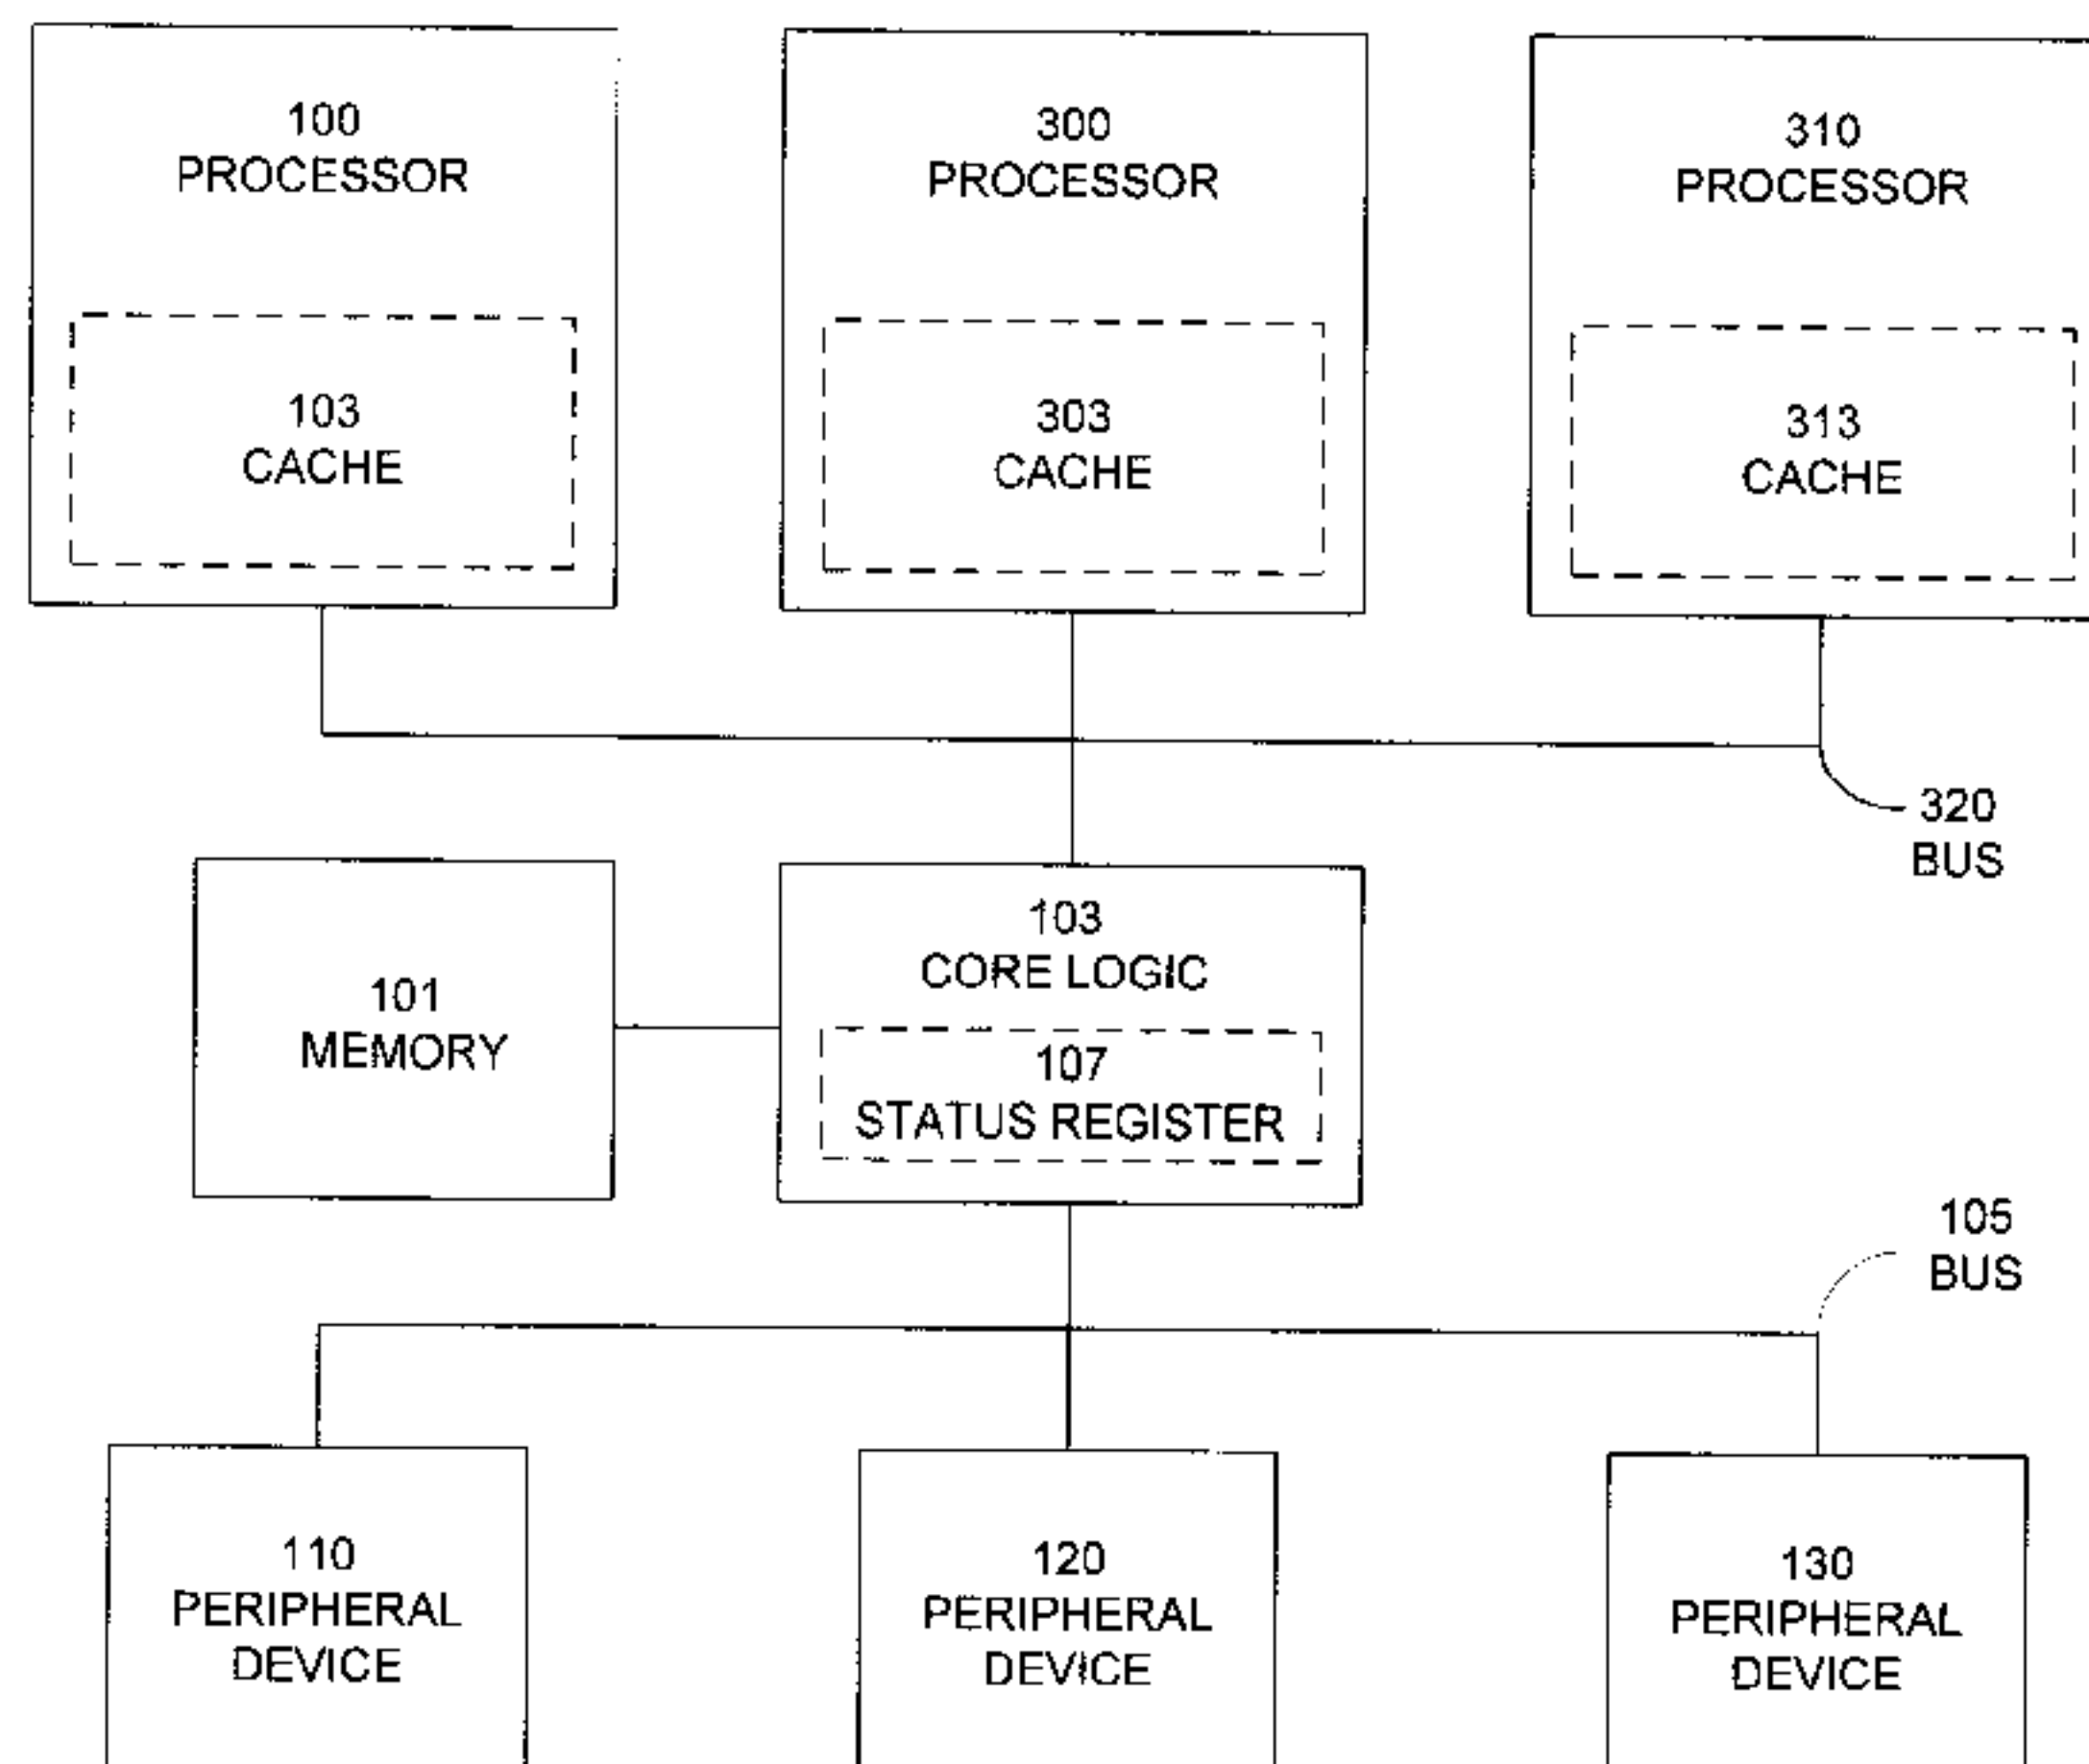 100
PROCESSOR
103
CACHE
300
PROCESSOR
303
CACHE
310
PROCESSOR
313
CACHE
320
BUS
101
MEMORY
103
CORE LOGIC
107
STATUS REGISTER
105
BUS
110
PERIPHERAL
DEVICE
120
PERIPHERAL
DEVICE
130
PERIPHERAL
DEVICE